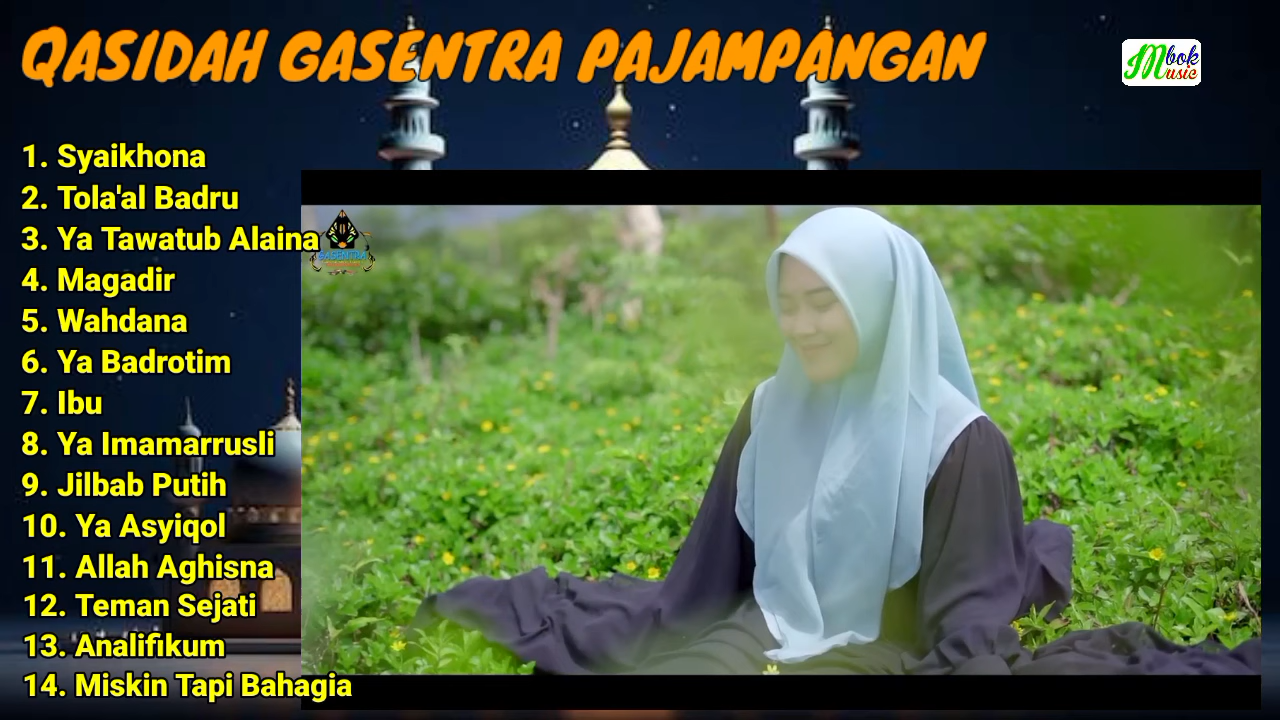 QASIDAH GASENTRA PAJAMPANGAN
Mbok
Music
1. Syaikhona
2. Tola'al Badru
3. Ya Tawatub Alaina
4. Magadir
5. Wahdana
6. Ya Badrotim
7. Ibu
8. Ya Imamarrusli
9. Jilbab Putih
10. Ya Asyiqol
11. Allah Aghisna
12. Teman Sejati
13. Analifikum
14. Miskin Tapi Bahagia
GASENTRA